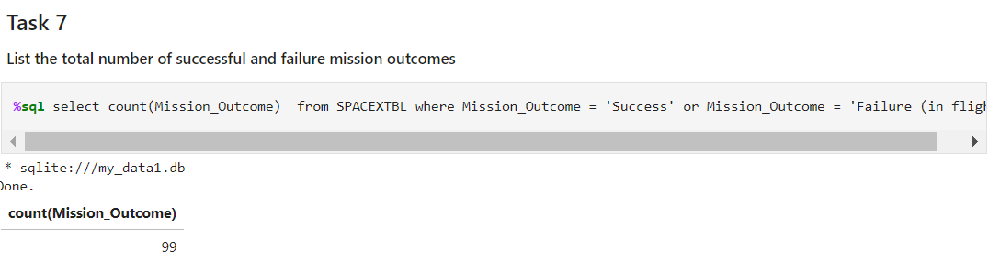 Task 7
List the total number of successful and failure mission outcomes
%sql select count(Mission_Outcome)  from SPACEXTBL where Mission_Outcome = 'Success' or Mission_Outcome = 'Failure (in fligh
* sqlite:///my_data1.db
Done.
count(Mission_Outcome)
99